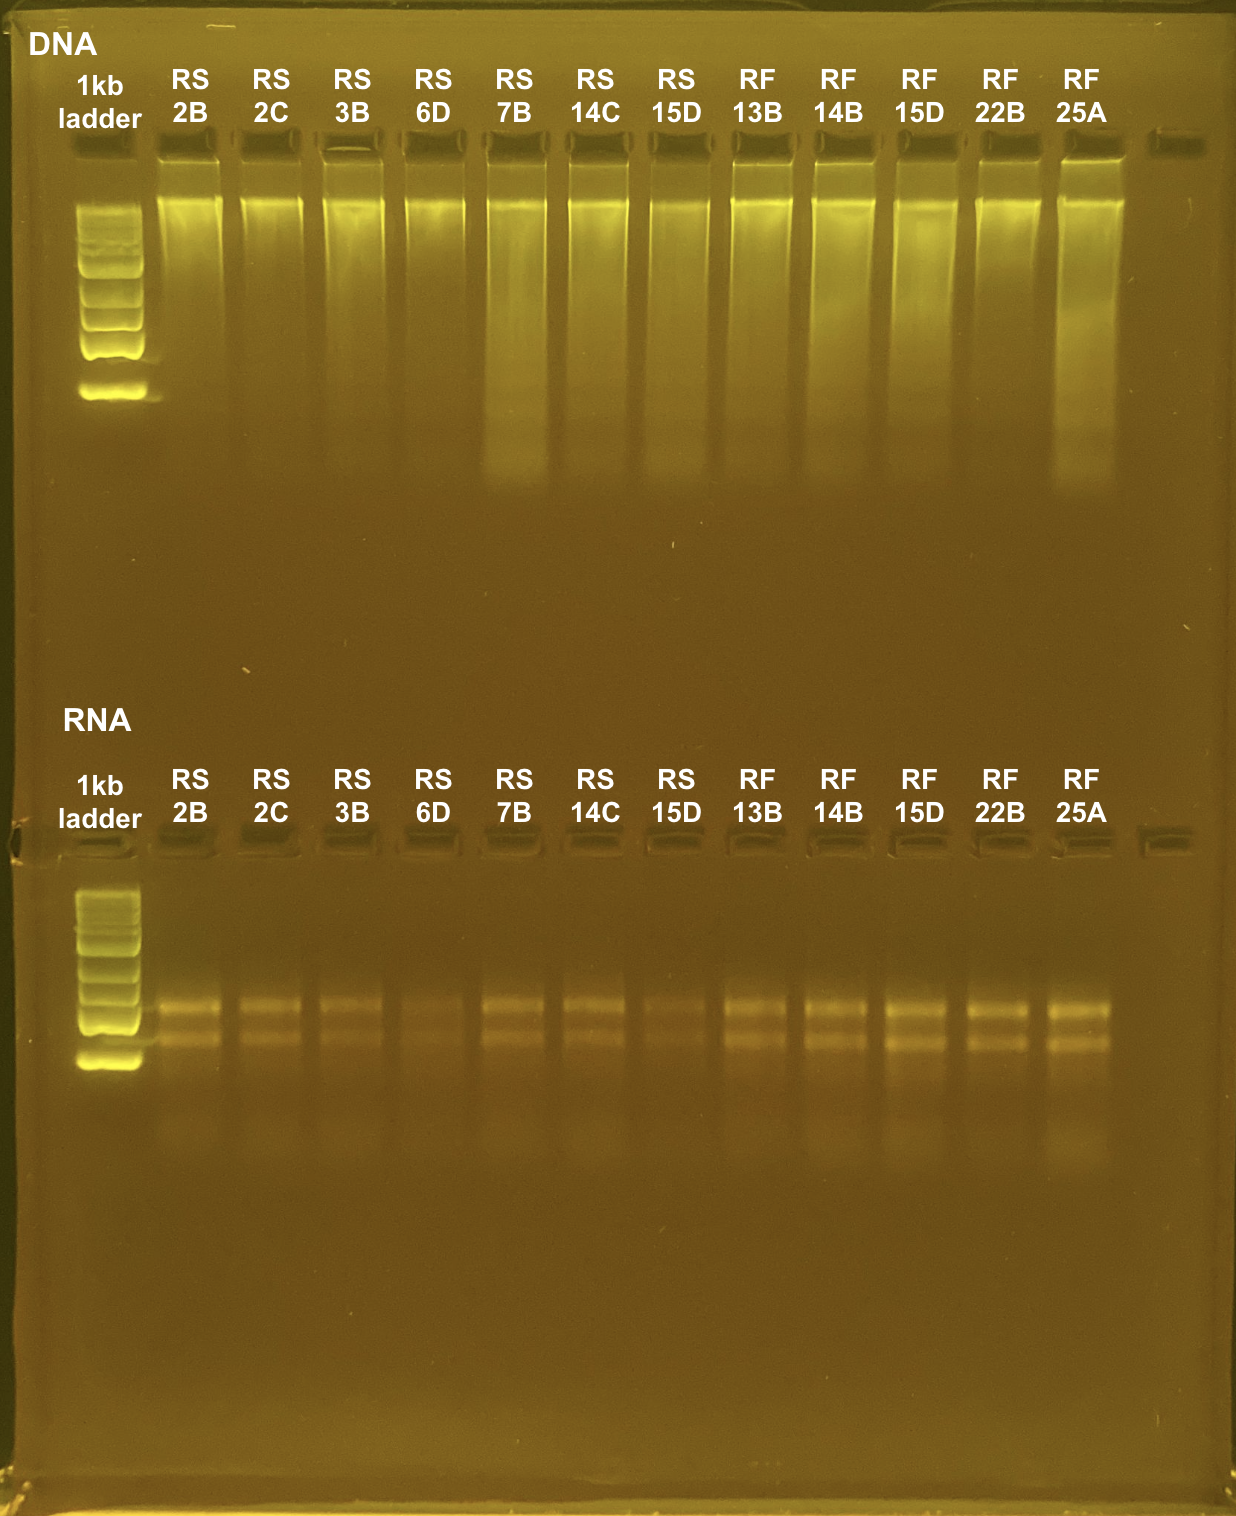 DNA
1kb ladder RS 2B RS 2C RS 3B RS 6D RS 7B RS 14C RS 15D RF 13B RF 14B RF 15D RF 22B RF 25A
RNA
1kb ladder RS 2B RS 2C RS 3B RS 6D RS 7B RS 14C RS 15D RF 13B RF 14B RF 15D RF 22B RF 25A